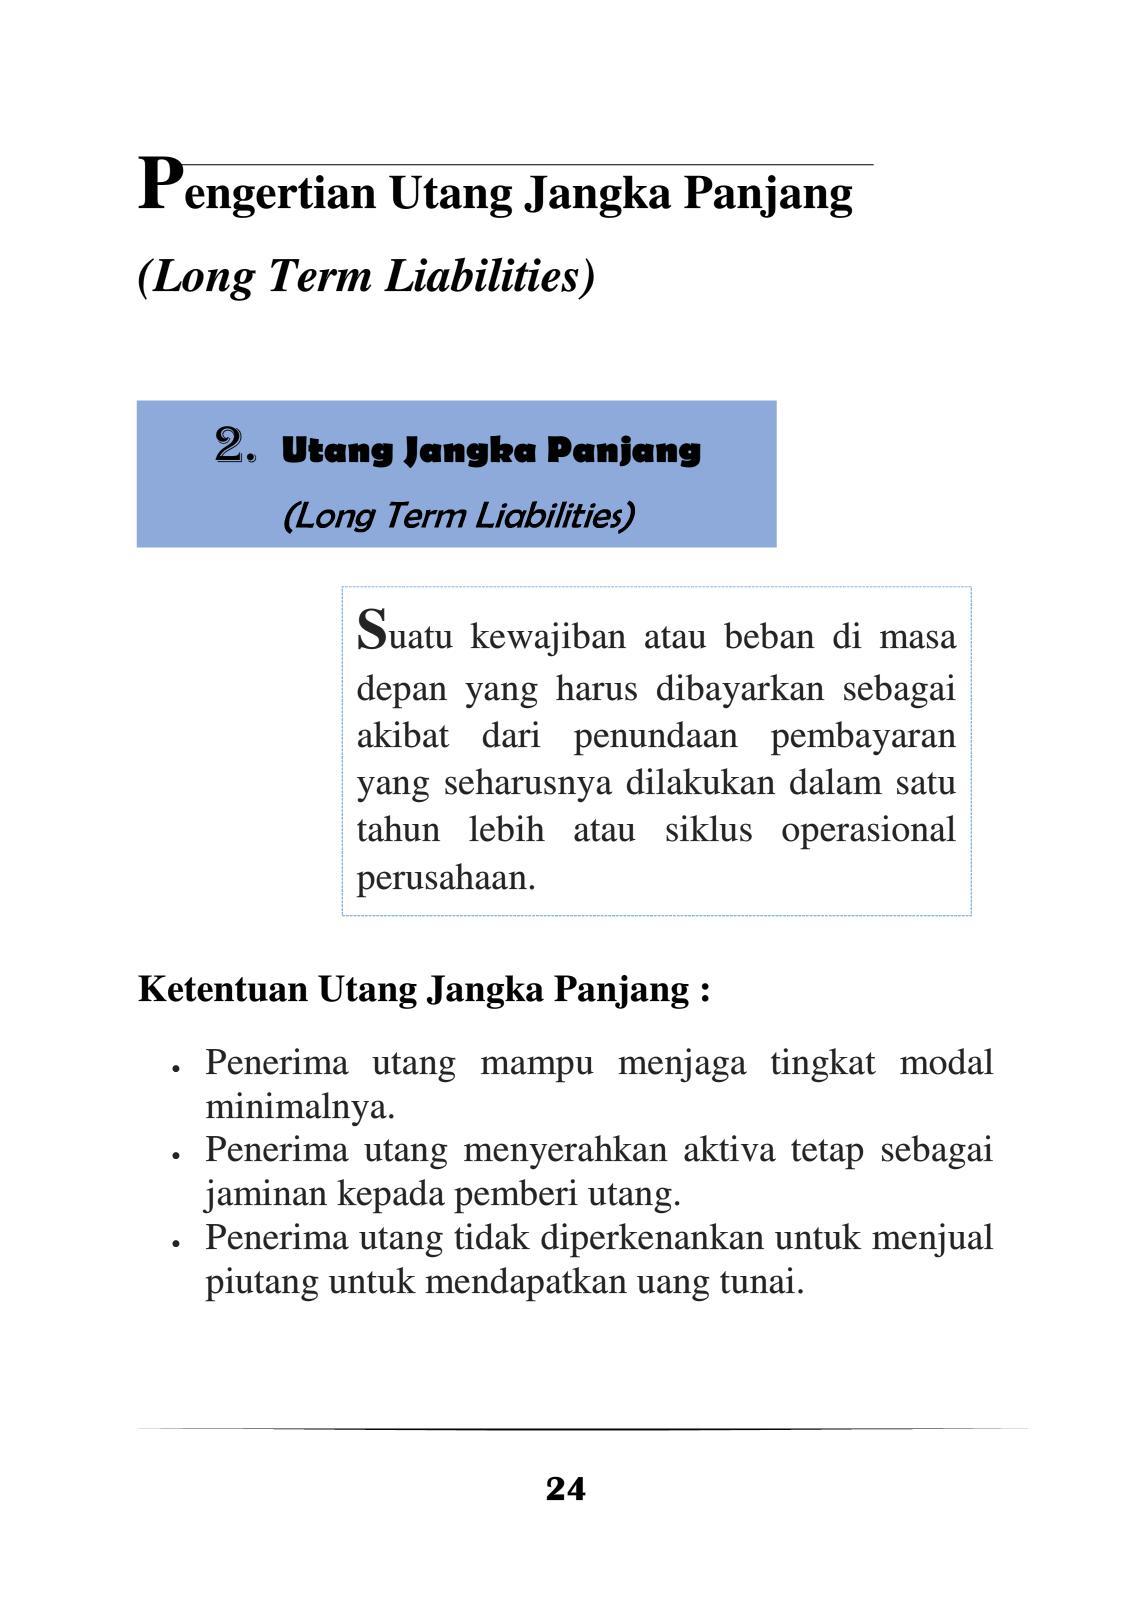 Pengertian Utang Jangka Panjang
(Long Term Liabilities)
2. Utang Jangka Panjang
(Long Term Liabilities)
Suatu kewajiban atau beban di masa
depan yang harus dibayarkan sebagai
akibat dari penundaan pembayaran
yang seharusnya dilakukan dalam satu
tahun lebih atau siklus operasional
perusahaan.
Ketentuan Utang Jangka Panjang :
• Penerima utang mampu menjaga tingkat modal
minimalnya.
• Penerima utang menyerahkan aktiva tetap sebagai
jaminan kepada pemberi utang.
• Penerima utang tidak diperkenankan untuk menjual
piutang untuk mendapatkan uang tunai.
24